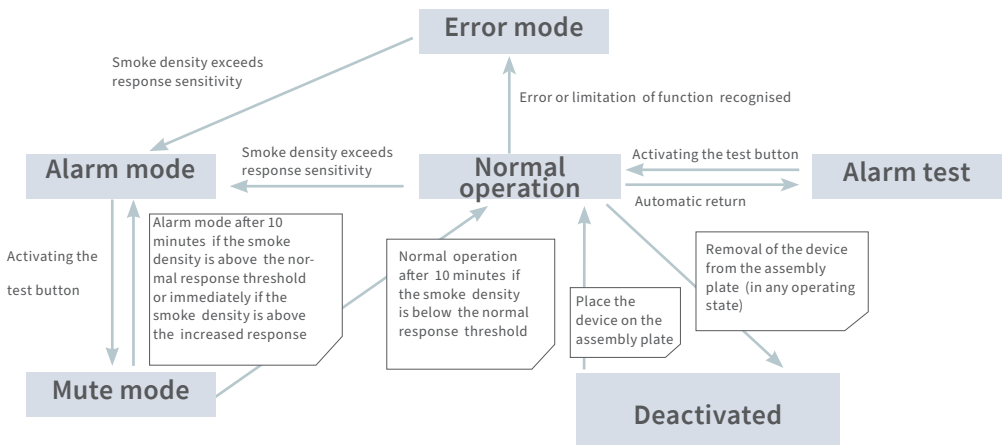 Error mode
Smoke density exceeds
response sensitivity
Error or limitation of function recognised
Alarm mode
Smoke density exceeds
response sensitivity
Normal
operation
Activating the test button
Automatic return
Alarm test
Activating the
test button
Alarm mode after 10
minutes if the smoke
density is above the nor-
mal response threshold
or immediately if the
smoke density is above
the increased response
Normal operation
after 10 minutes if
the smoke density
is below the normal
response threshold
Place the
device on the
assembly plate
Removal of the device
from the assembly
plate (in any operating
state)
Mute mode
Deactivated